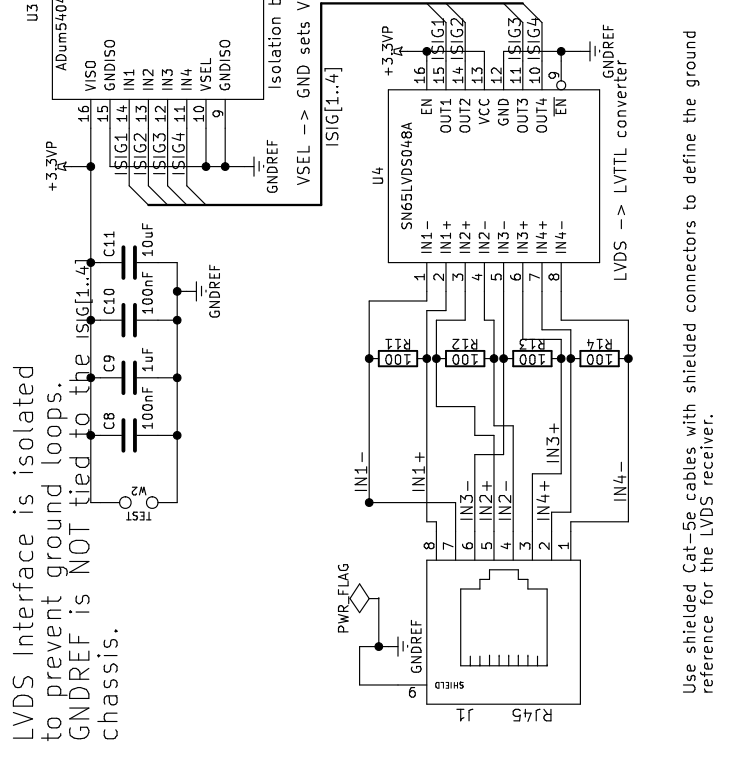 LVDS Interface is isolated
to prevent ground loops.
GNDREF is NOT tied to the
chassis.
ISIG[1..4]
U3
ADum540
Isolation b
VSEL -> GND sets V
ISIG[1..4]
16 VISO
15 GNDISO
14 IN1
13 IN2
12 IN3
11 IN4
10 VSEL
9 GNDISO
ISIG1
ISIG2
ISIG3
ISIG4
+3.3VP
GNDREF
C11
10uF
C10
100nF
C9
1uF
C8
100nF
GNDREF
W2
TEST
+3.3VP
ISIG1
ISIG2
ISIG3
ISIG4
GNDREF
16 EN
15 OUT1
14 OUT2
13 VCC
12 GND
11 OUT3
10 OUT4
9 EN
U4
SN65LVDS048A
1 IN1-
2 IN1+
3 IN2+
4 IN2-
5 IN3-
6 IN3+
7 IN4+
8 IN4-
LVDS -> LVTTL converter
R11
100
R12
100
R13
100
R14
100
IN1-
IN1+
IN3-
IN2+
IN2-
IN4+
IN3+
IN4-
8
7
6
5
4
3
2
1
PWR_FLAG
GNDREF
9
SHIELD
J1
RJ45
Use shielded Cat-5e cables with shielded connectors to define the ground
reference for the LVDS receiver.